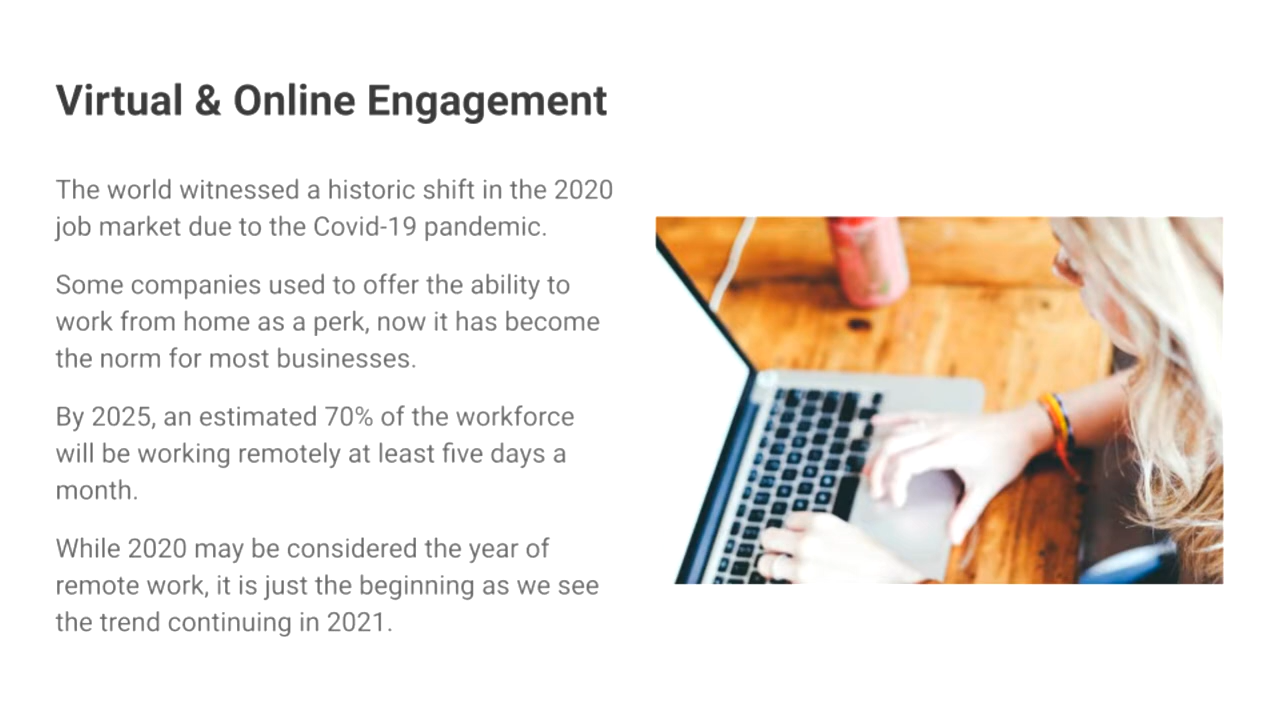 Virtual & Online Engagement
The world witnessed a historic shift in the 2020
job market due to the Covid-19 pandemic.
Some companies used to offer the ability to
work from home as a perk, now it has become
the norm for most businesses.
By 2025, an estimated 70% of the workforce
will be working remotely at least five days a
month.
While 2020 may be considered the year of
remote work, it is just the beginning as we see
the trend continuing in 2021.